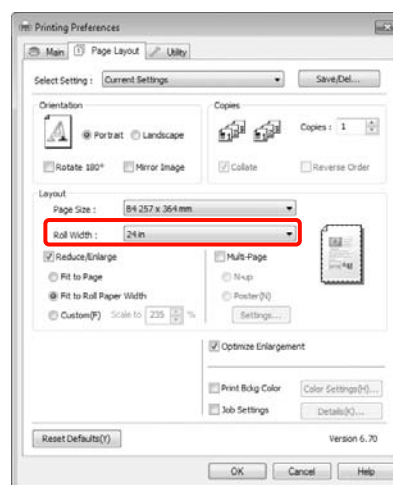 Printing Preferences
Main Page Layout Utility
Select Setting : Current Settings Save/Del...
Orientation Copies
Portrait Landscape Copies : 1
Rotate 180° Mirror Image Collate Reverse Order
Layout
Page Size : B4 257 x 364 mm
Roll Width : 24 in
Reduce/Enlarge Multi-Page
Fit to Page N-up
Fit to Roll Paper Width Poster(N)
Custom(F) Scale to 235 % Settings...
Optimize Enlargement
Print Bckg Color Color Settings(H)...
Job Settings Details(K)...
Reset Defaults(Y) Version 6.70
OK Cancel Help